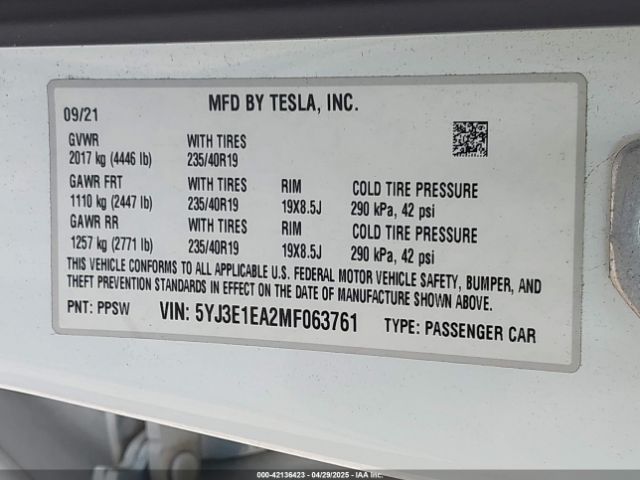 09/21 MFD BY TESLA, INC.
GVWR WITH TIRES
2017 kg (4446 lb) 235/40R19
GAWR FRT WITH TIRES RIM COLD TIRE PRESSURE
1110 kg (2447 lb) 235/40R19 19X8.5J 290 kPa, 42 psi
GAWR RR WITH TIRES RIM COLD TIRE PRESSURE
1257 kg (2771 lb) 235/40R19 19X8.5J 290 kPa, 42 psi
THIS VEHICLE CONFORMS TO ALL APPLICABLE U.S. FEDERAL MOTOR VEHICLE SAFETY, BUMPER, AND
THEFT PREVENTION STANDARDS IN EFFECT ON THE DATE OF MANUFACTURE SHOWN ABOVE.
PNT: PPSW VIN: 5YJ3E1EA2MF063761 TYPE: PASSENGER CAR
000-42136423 - 04/29/2025 - IAA Inc.